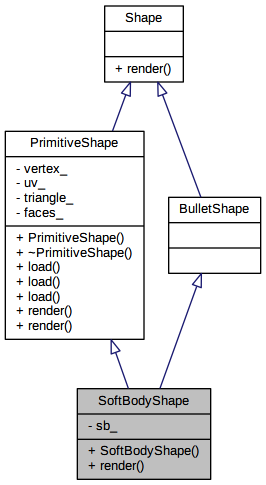 Shape
+ render()
PrimitiveShape
- vertex_
- uv_
- triangle_
- faces_
+ PrimitiveShape()
+ ~PrimitiveShape()
+ load()
+ load()
+ load()
+ render()
+ render()
BulletShape
SoftBodyShape
- sb_
+ SoftBodyShape()
+ render()